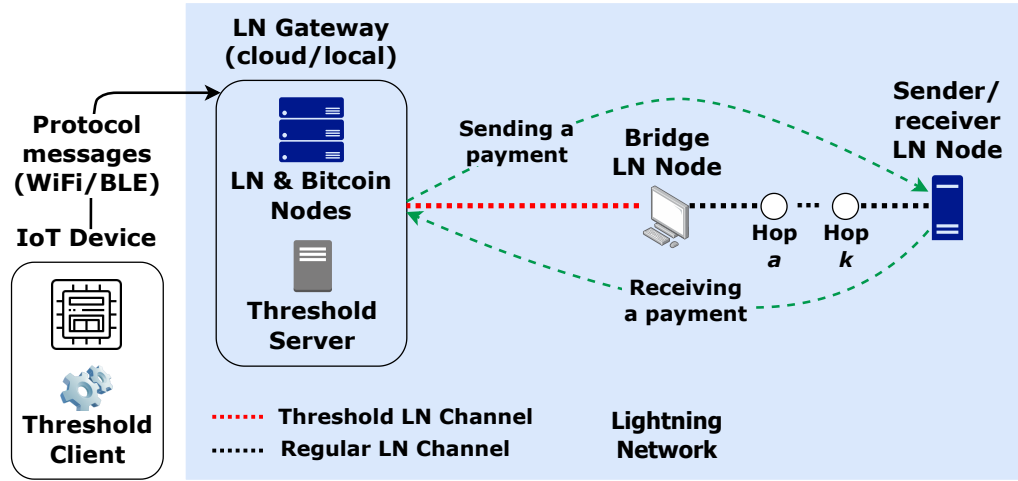 LN Gateway
(cloud/local)
LN & Bitcoin
Nodes
Threshold
Server
Protocol
messages
(WiFi/BLE)
IoT Device
Threshold
Client
Sending a
payment
Bridge
LN Node
Sender/
receiver
LN Node
Hop
a
Hop
k
Receiving
a payment
Threshold LN Channel
Regular LN Channel
Lightning
Network